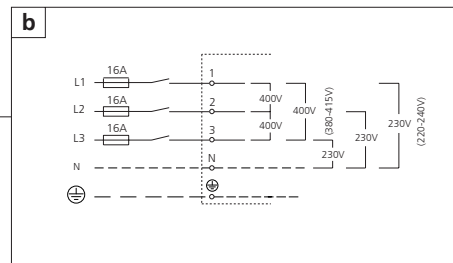 b
L1 16A 1
L2 16A 2
L3 16A 3
N N
400V
400V
400V
(380-415V)
230V
230V
230V
(220-240V)